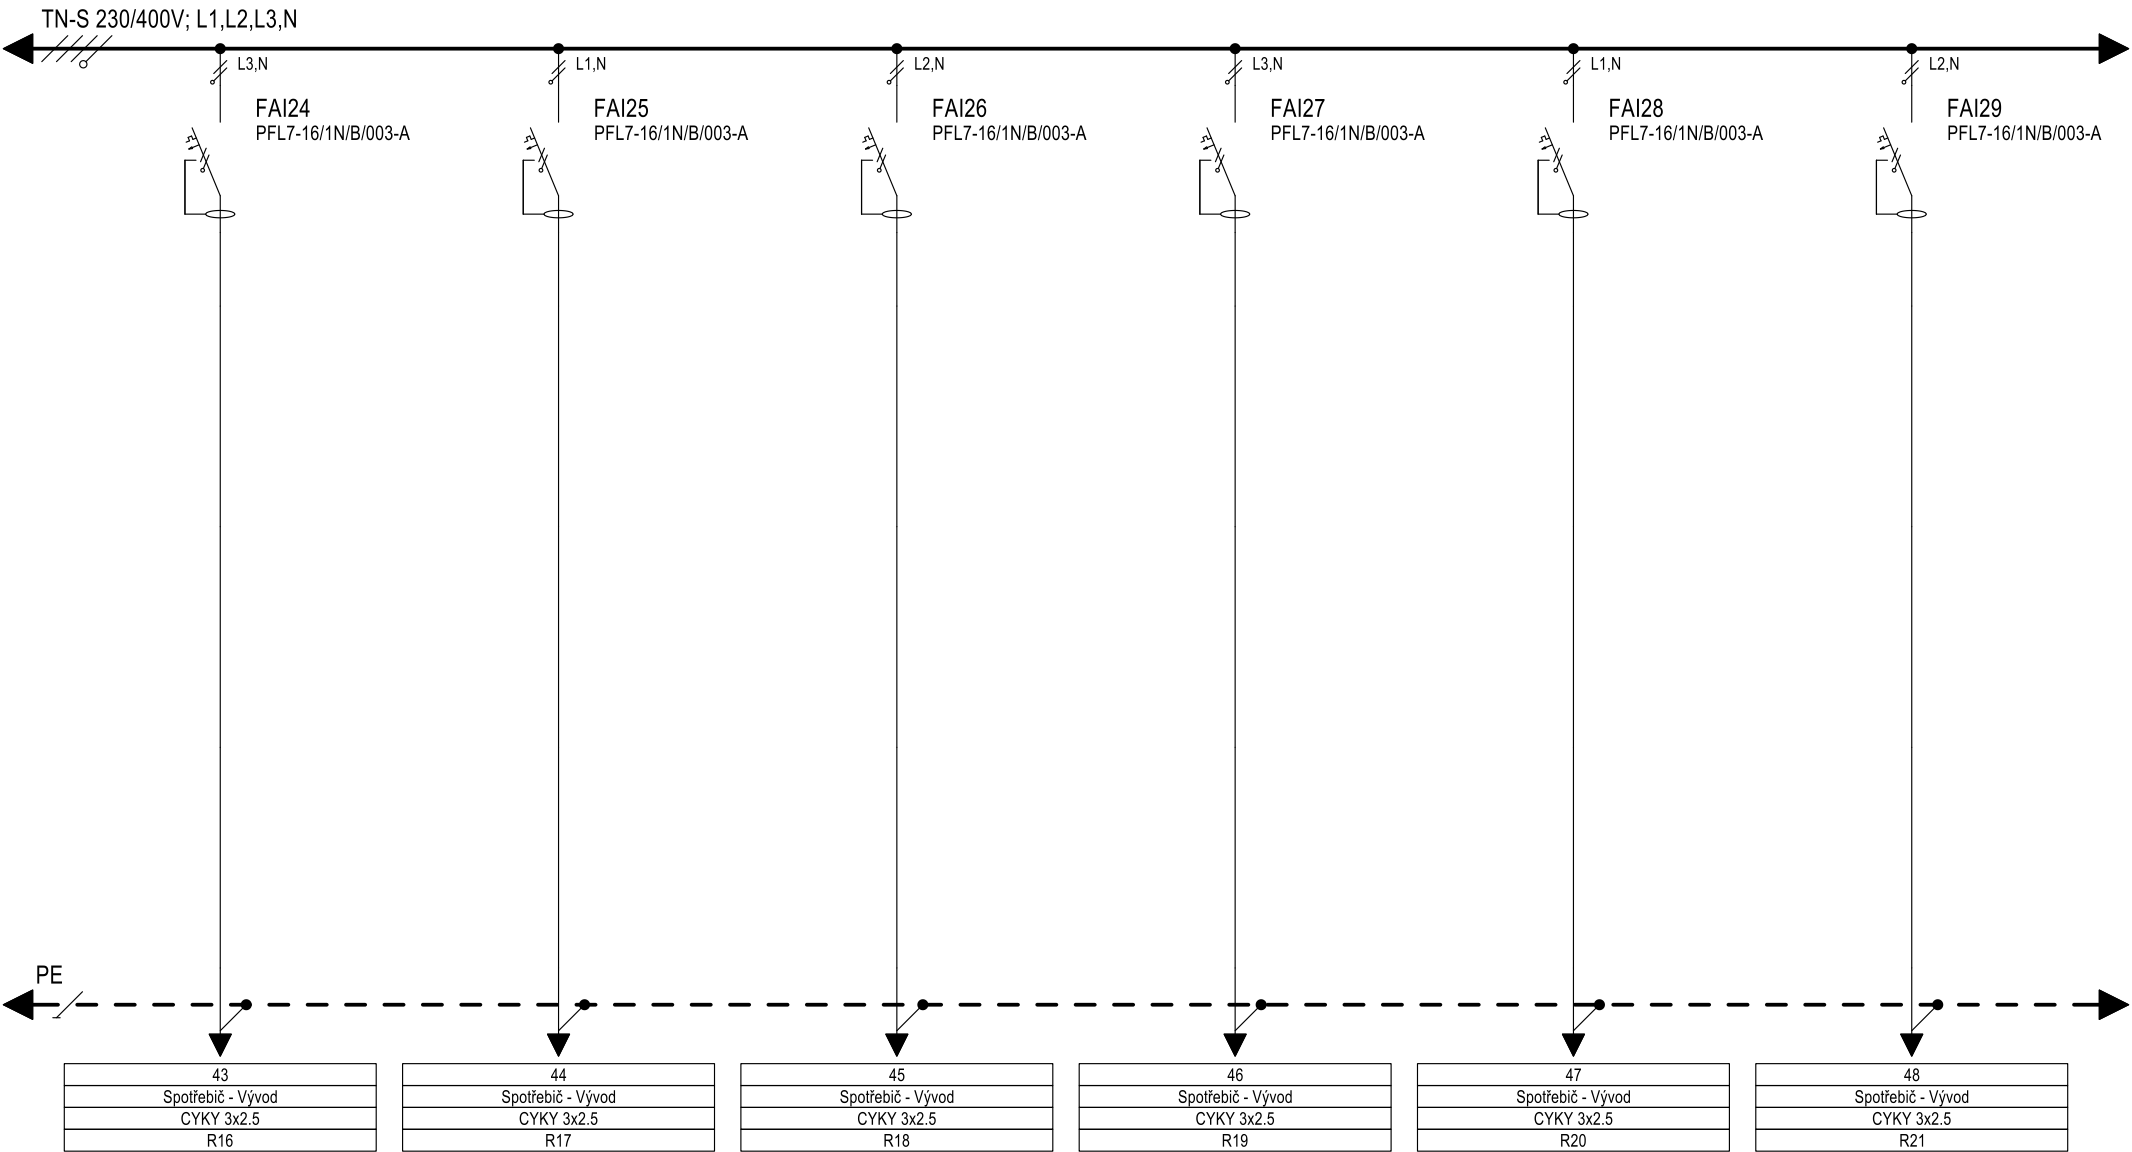 TN-S 230/400V; L1,L2,L3,N
L3,N
L1,N
L2,N
L3,N
L1,N
L2,N
FAI24
PFL7-16/1N/B/003-A
FAI25
PFL7-16/1N/B/003-A
FAI26
PFL7-16/1N/B/003-A
FAI27
PFL7-16/1N/B/003-A
FAI28
PFL7-16/1N/B/003-A
FAI29
PFL7-16/1N/B/003-A
PE
43
Spotřebič - Vývod
CYKY 3x2.5
R16
44
Spotřebič - Vývod
CYKY 3x2.5
R17
45
Spotřebič - Vývod
CYKY 3x2.5
R18
46
Spotřebič - Vývod
CYKY 3x2.5
R19
47
Spotřebič - Vývod
CYKY 3x2.5
R20
48
Spotřebič - Vývod
CYKY 3x2.5
R21